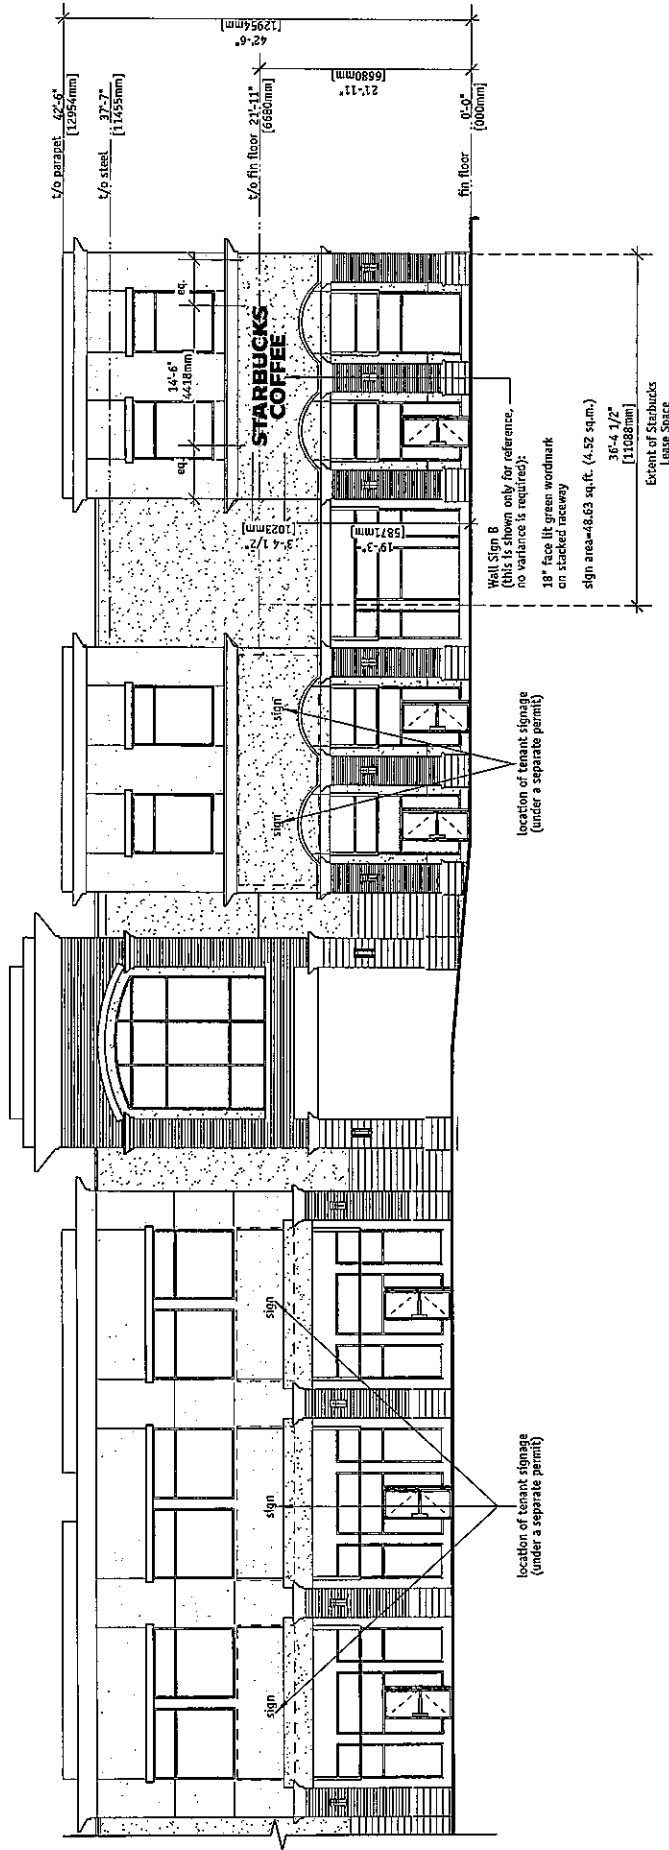 t/o parapet 42'-6"
[12954mm]
t/o steel 37'-7"
[11455mm]
t/o fin floor 21'-11"
[6680mm]
fin floor 0'-0"
[000mm]
42'-6"
[12954mm]
21'-11"
[6680mm]
eq.
14'-6"
4418mm
eq.
STARBUCKS
COFFEE
3'-4 1/2"
[1023mm]
19'-3"
[5871mm]
sign
sign
sign
sign
sign
Wall Sign B
(this is shown only for reference,
no variance is required):
18" face lit green wordmark
on stacked raceway
sign area=48.63 sq.ft. (4.52 sq.m.)
36'-4 1/2"
[11088mm]
Extent of Starbucks
Lease Space
location of tenant signage
(under a separate permit)
location of tenant signage
(under a separate permit)